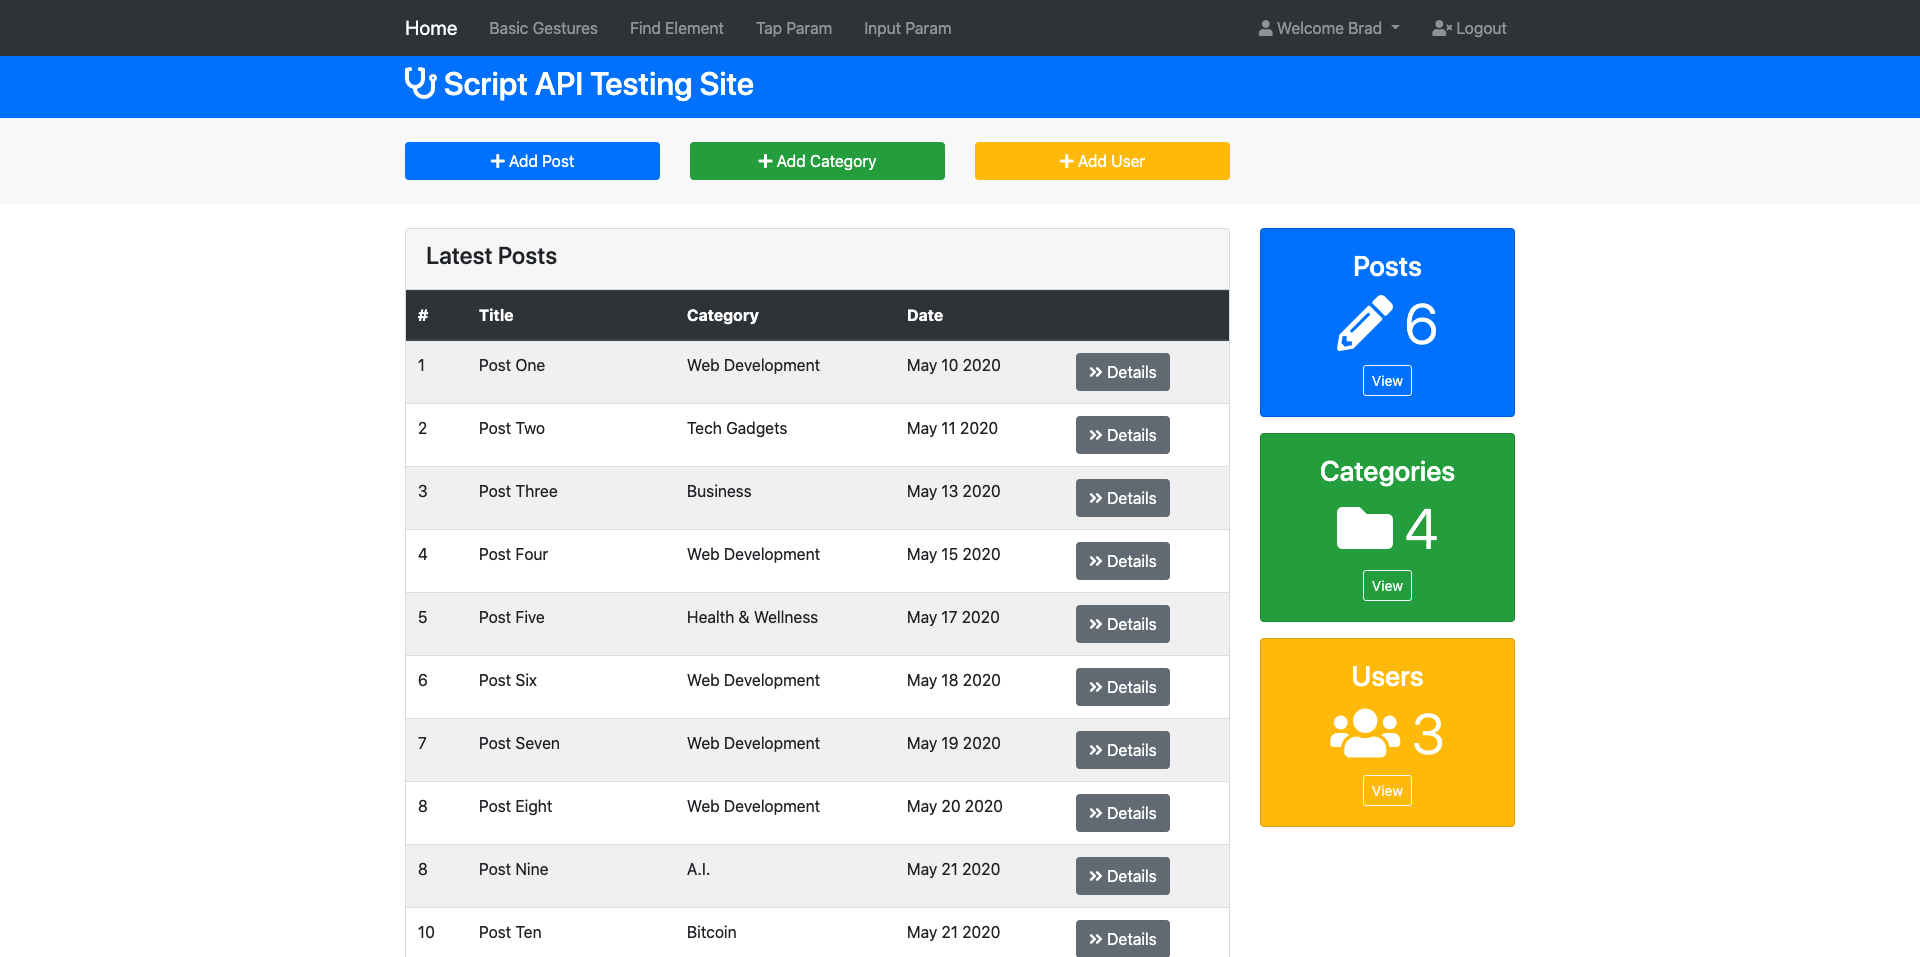 Home Basic Gestures Find Element Tap Param Input Param Welcome Brad Logout
Script API Testing Site
Add Post Add Category Add User
Latest Posts
# Title Category Date
1 Post One Web Development May 10 2020 Details
2 Post Two Tech Gadgets May 11 2020 Details
3 Post Three Business May 13 2020 Details
4 Post Four Web Development May 15 2020 Details
5 Post Five Health & Wellness May 17 2020 Details
6 Post Six Web Development May 18 2020 Details
7 Post Seven Web Development May 19 2020 Details
8 Post Eight Web Development May 20 2020 Details
8 Post Nine A.I. May 21 2020 Details
10 Post Ten Bitcoin May 21 2020 Details
Posts
6
View
Categories
4
View
Users
3
View